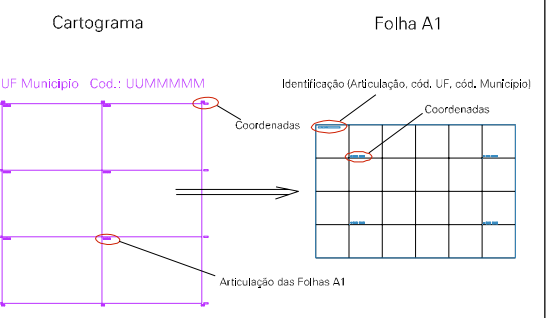 Cartograma
Folha A1
UF Município Cod.: UUMMMMM
Identificação (Articulação, cód. UF, cód. Município)
Coordenadas
Coordenadas
Articulação das Folhas A1